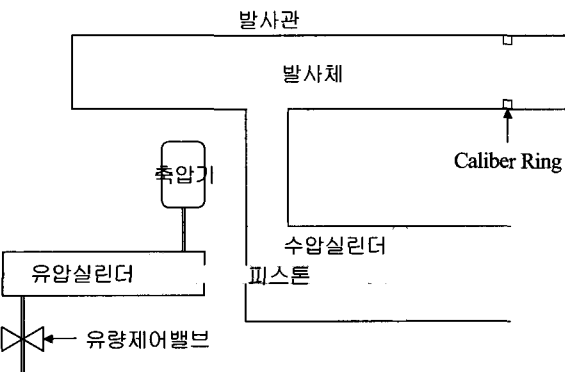 발사관
발사체
Caliber Ring
축압기
수압실린더
유압실린더
피스톤
유량제어밸브